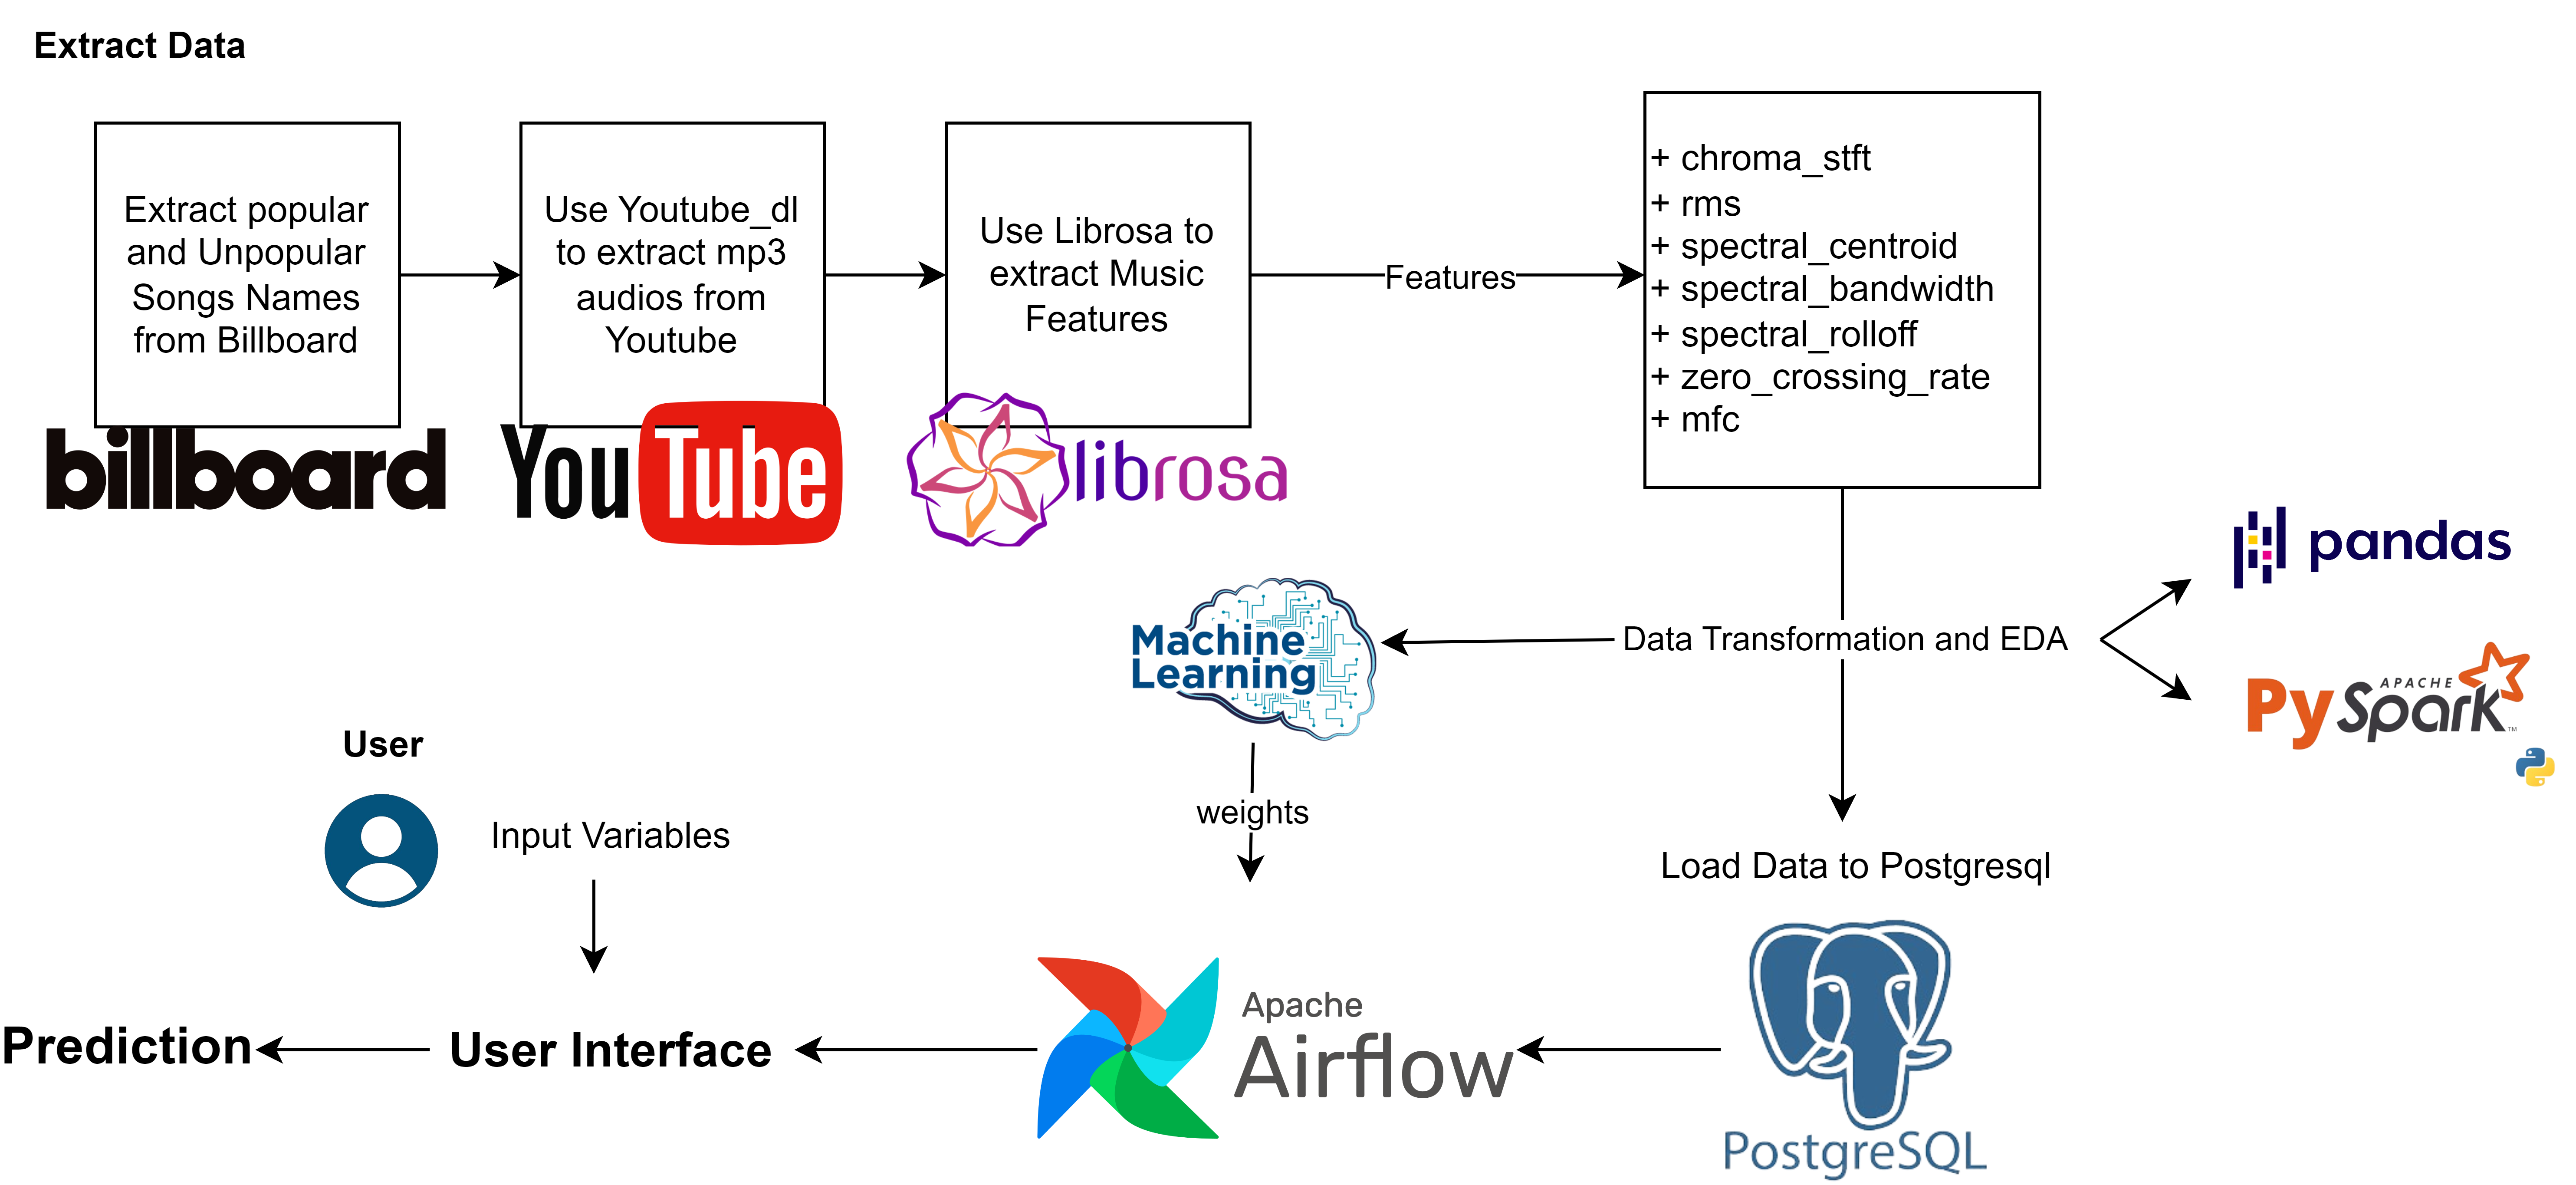 Extract Data
Extract popular
and Unpopular
Songs Names
from Billboard
billboard
Use Youtube_dl
to extract mp3
audios from
Youtube
YouTube
Use Librosa to
extract Music
Features
librosa
Features
+ chroma_stft
+ rms
+ spectral_centroid
+ spectral_bandwidth
+ spectral_rolloff
+ zero_crossing_rate
+ mfc
Data Transformation and EDA
pandas
APACHE
PySpark™
Machine
Learning
weights
Load Data to Postgresql
PostgreSQL
Apache
Airflow
User
Input Variables
User Interface
Prediction